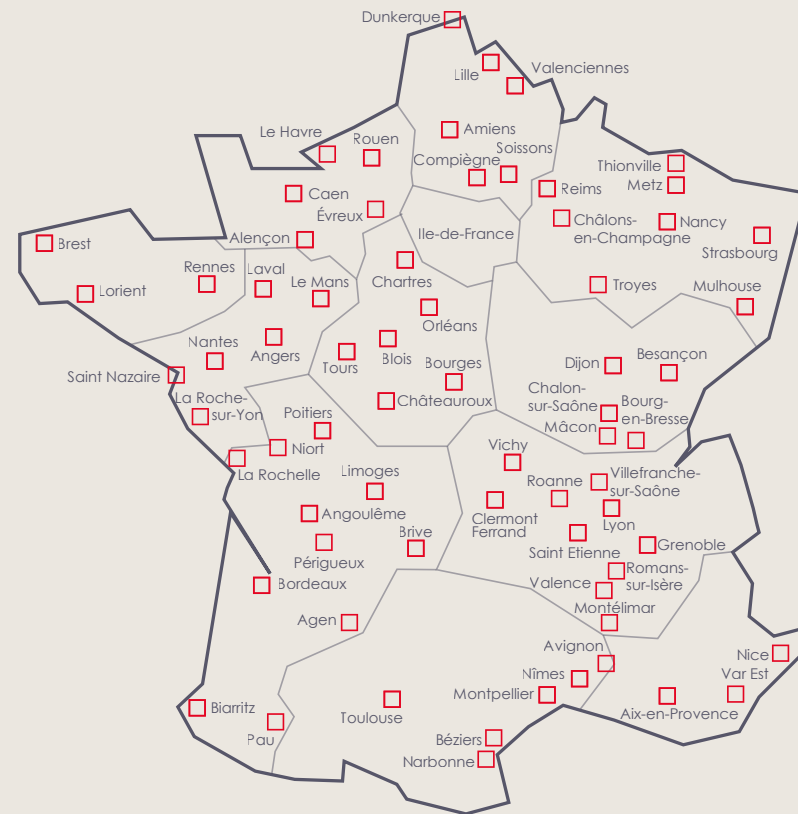 Dunkerque
Lille
Valenciennes
Le Havre
Rouen
Amiens
Soissons
Compiègne
Thionville
Metz
Reims
Caen
Évreux
Châlons-
en-Champagne
Nancy
Ile-de-France
Strasbourg
Brest
Alençon
Rennes
Laval
Chartres
Le Mans
Lorient
Troyes
Mulhouse
Orléans
Nantes
Angers
Tours
Blois
Bourges
Dijon
Besançon
Saint Nazaire
La Roche-
sur-Yon
Châteauroux
Chalon-
sur-Saône
Bourg-
en-Bresse
Mâcon
Poitiers
Niort
La Rochelle
Limoges
Vichy
Roanne
Villefranche-
sur-Saône
Clermont
Ferrand
Lyon
Angoulême
Brive
Périgueux
Saint Etienne
Grenoble
Bordeaux
Valence
Romans-
sur-Isère
Montélimar
Agen
Avignon
Nice
Nîmes
Var Est
Montpellier
Biarritz
Toulouse
Aix-en-Provence
Pau
Béziers
Narbonne